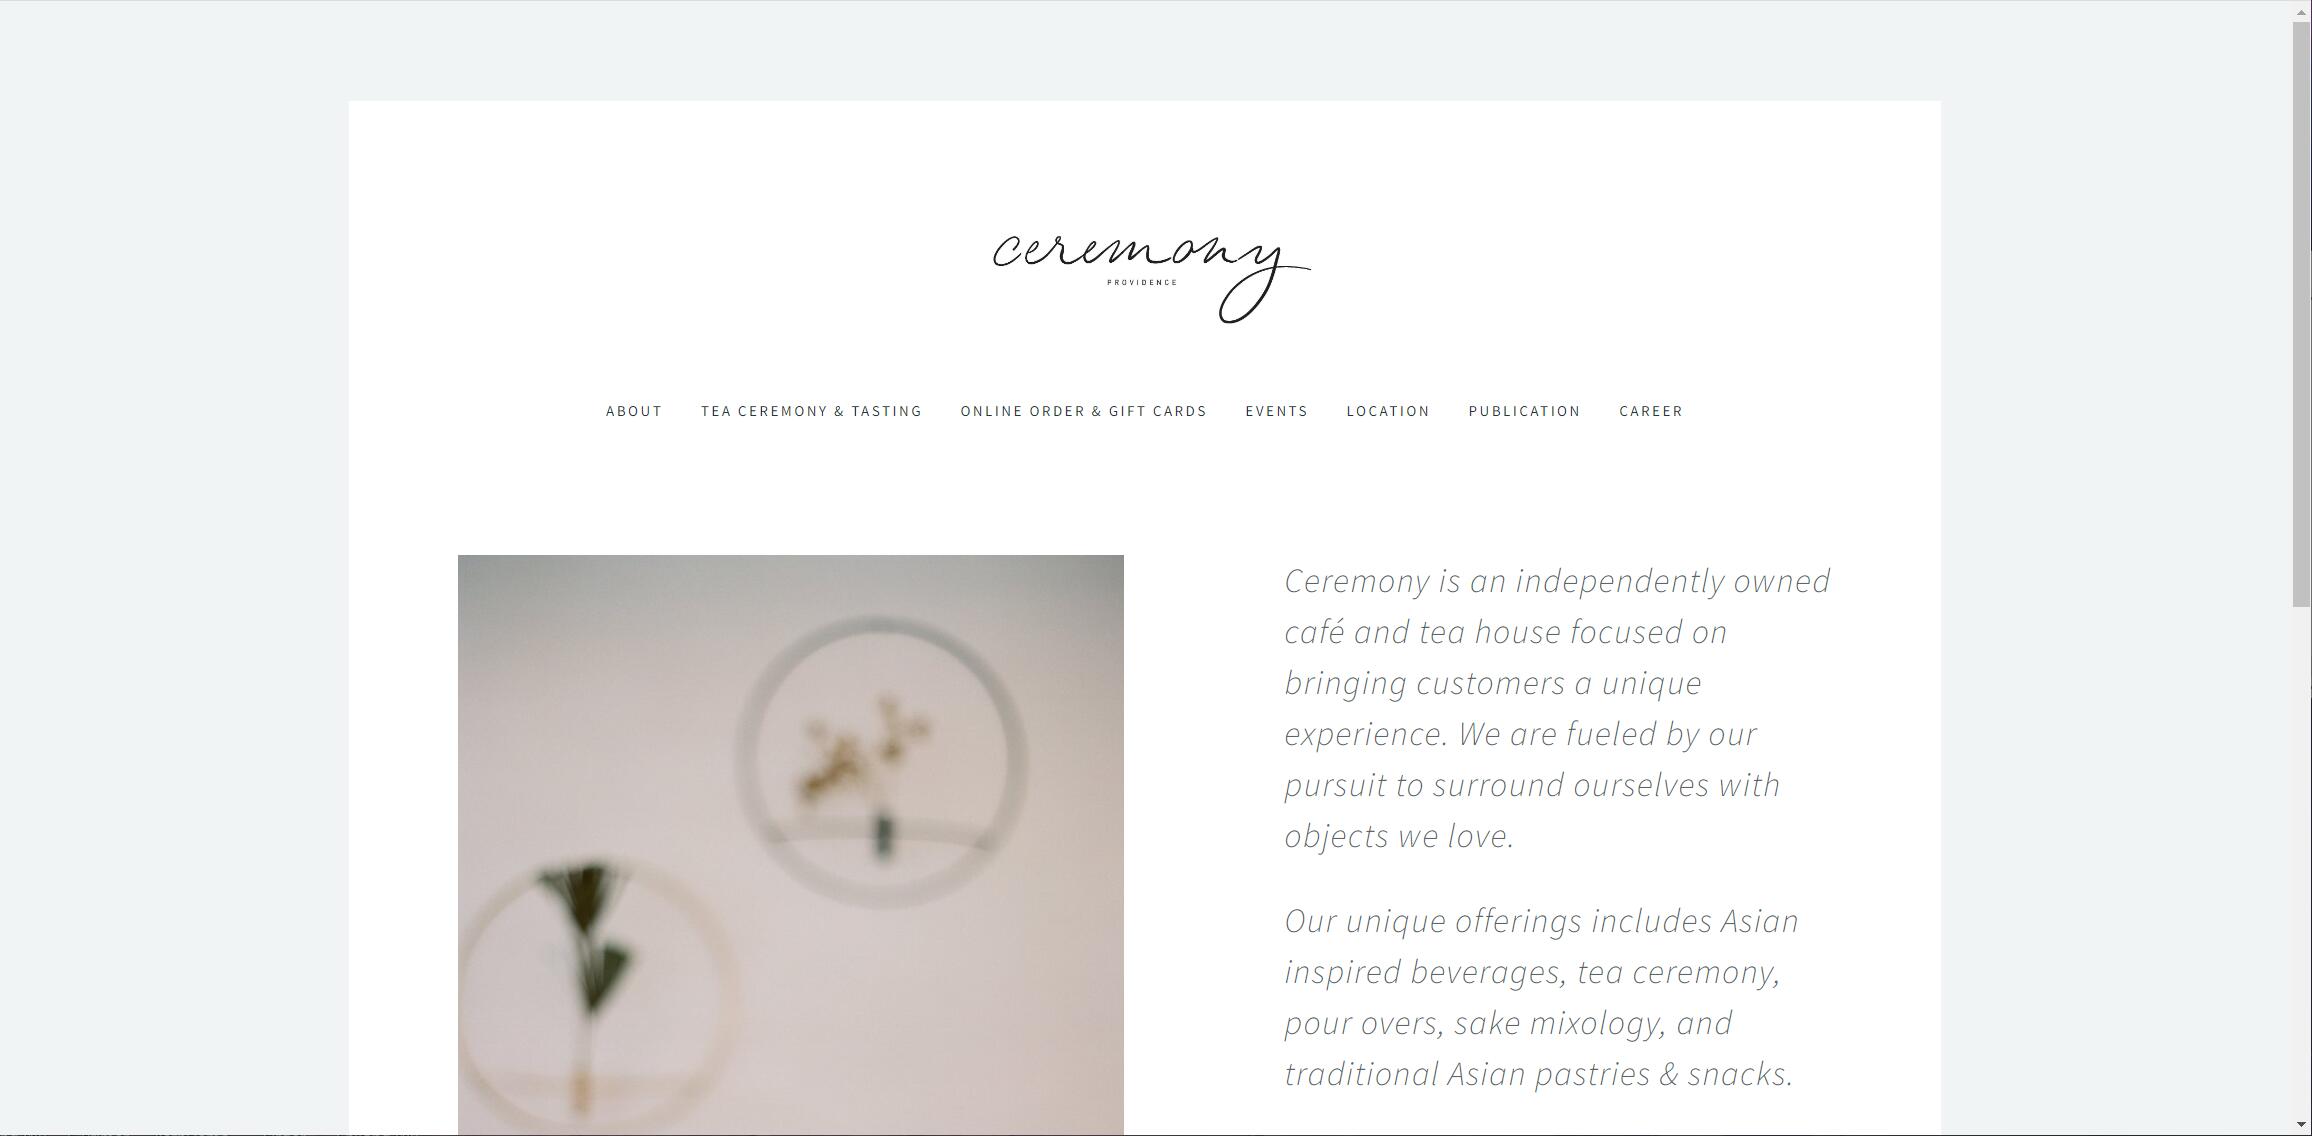 ceremony
PROVIDENCE
ABOUT TEA CEREMONY & TASTING ONLINE ORDER & GIFT CARDS EVENTS LOCATION PUBLICATION CAREER
Ceremony is an independently owned
café and tea house focused on
bringing customers a unique
experience. We are fueled by our
pursuit to surround ourselves with
objects we love.
Our unique offerings includes Asian
inspired beverages, tea ceremony,
pour overs, sake mixology, and
traditional Asian pastries & snacks.